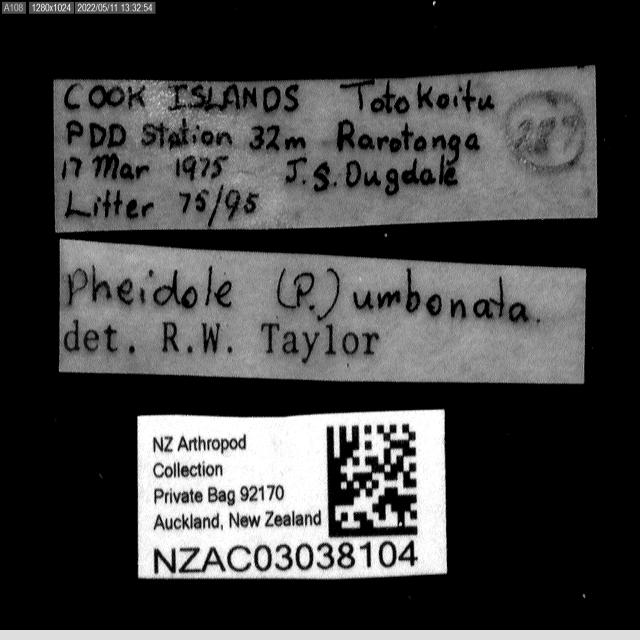 A108 1280x1024 2022/05/11 13:32:54
COOK ISLANDS Totokoitu
PDD Station 32m Rarotonga
17 Mar 1975 J.S. Dugdale
Litter 75/95
Pheidole (P.) umbonata.
det. R.W. Taylor
NZ Arthropod
Collection
Private Bag 92170
Auckland, New Zealand
NZAC03038104